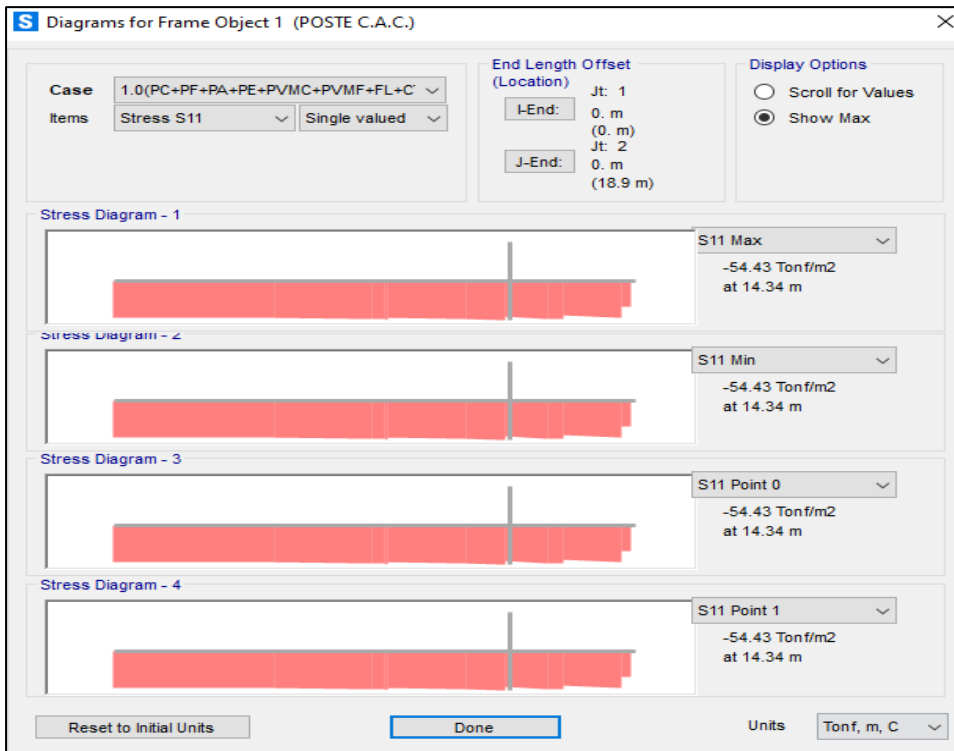 S Diagrams for Frame Object 1 (POSTE C.A.C.)
Case 1.0(PC+PF+PA+PE+PVMC+PVMF+FL+C
Items Stress S11 Single valued
End Length Offset
(Location)
Jt: 1
I-End: 0. m
(0. m)
Jt: 2
J-End: 0. m
(18.9 m)
Display Options
Scroll for Values
Show Max
Stress Diagram - 1
S11 Max
-54.43 Tonf/m2
at 14.34 m
Stress Diagram - 2
S11 Min
-54.43 Tonf/m2
at 14.34 m
Stress Diagram - 3
S11 Point 0
-54.43 Tonf/m2
at 14.34 m
Stress Diagram - 4
S11 Point 1
-54.43 Tonf/m2
at 14.34 m
Reset to Initial Units Done Units Tonf, m, C